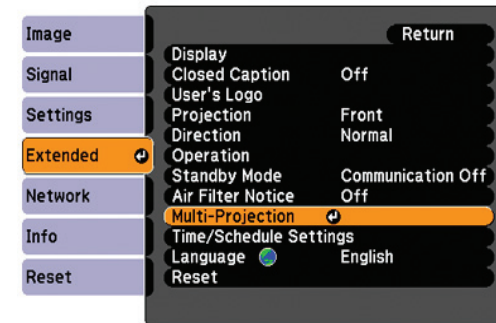 Image
Signal
Settings
Extended
Network
Info
Reset
Return
Display
Closed Caption Off
User's Logo
Projection Front
Direction Normal
Operation
Standby Mode Communication Off
Air Filter Notice Off
Multi-Projection
Time/Schedule Settings
Language English
Reset